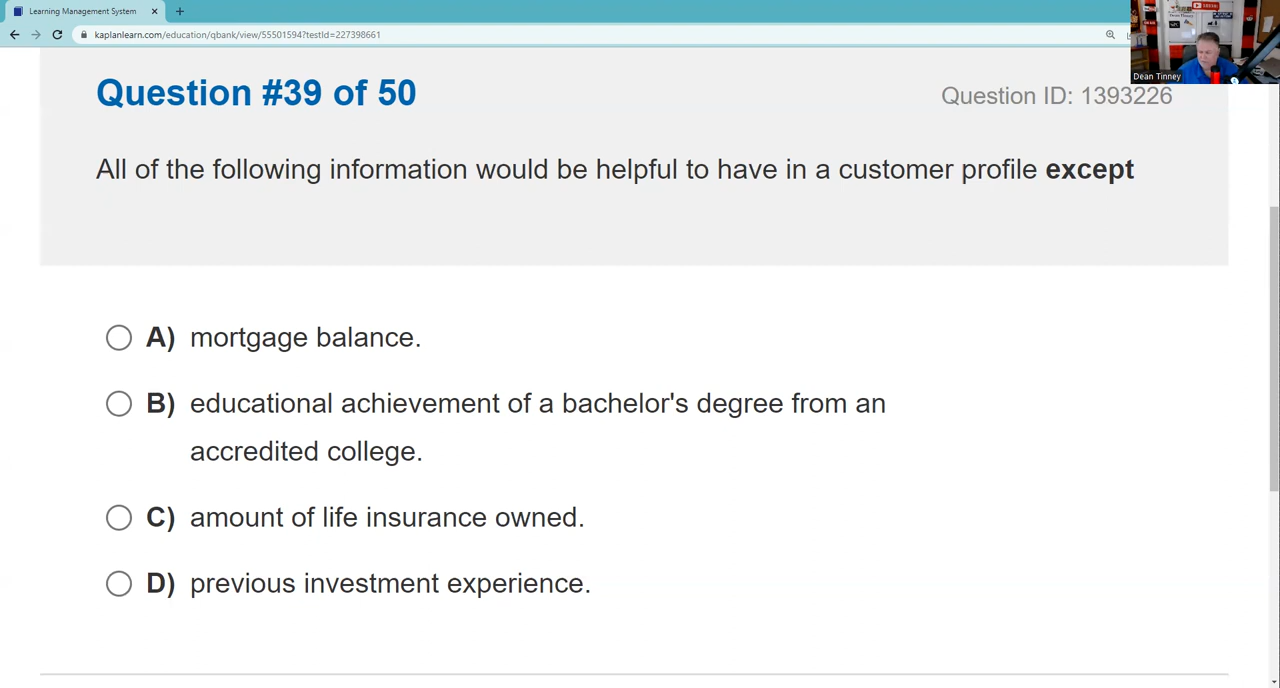 Learning Management System
kaplanlearn.com/education/qbank/view/55501594?testId=227398661
Dean Tinney
Question #39 of 50
Question ID: 1393226
All of the following information would be helpful to have in a customer profile except
A) mortgage balance.
B) educational achievement of a bachelor's degree from an
accredited college.
C) amount of life insurance owned.
D) previous investment experience.